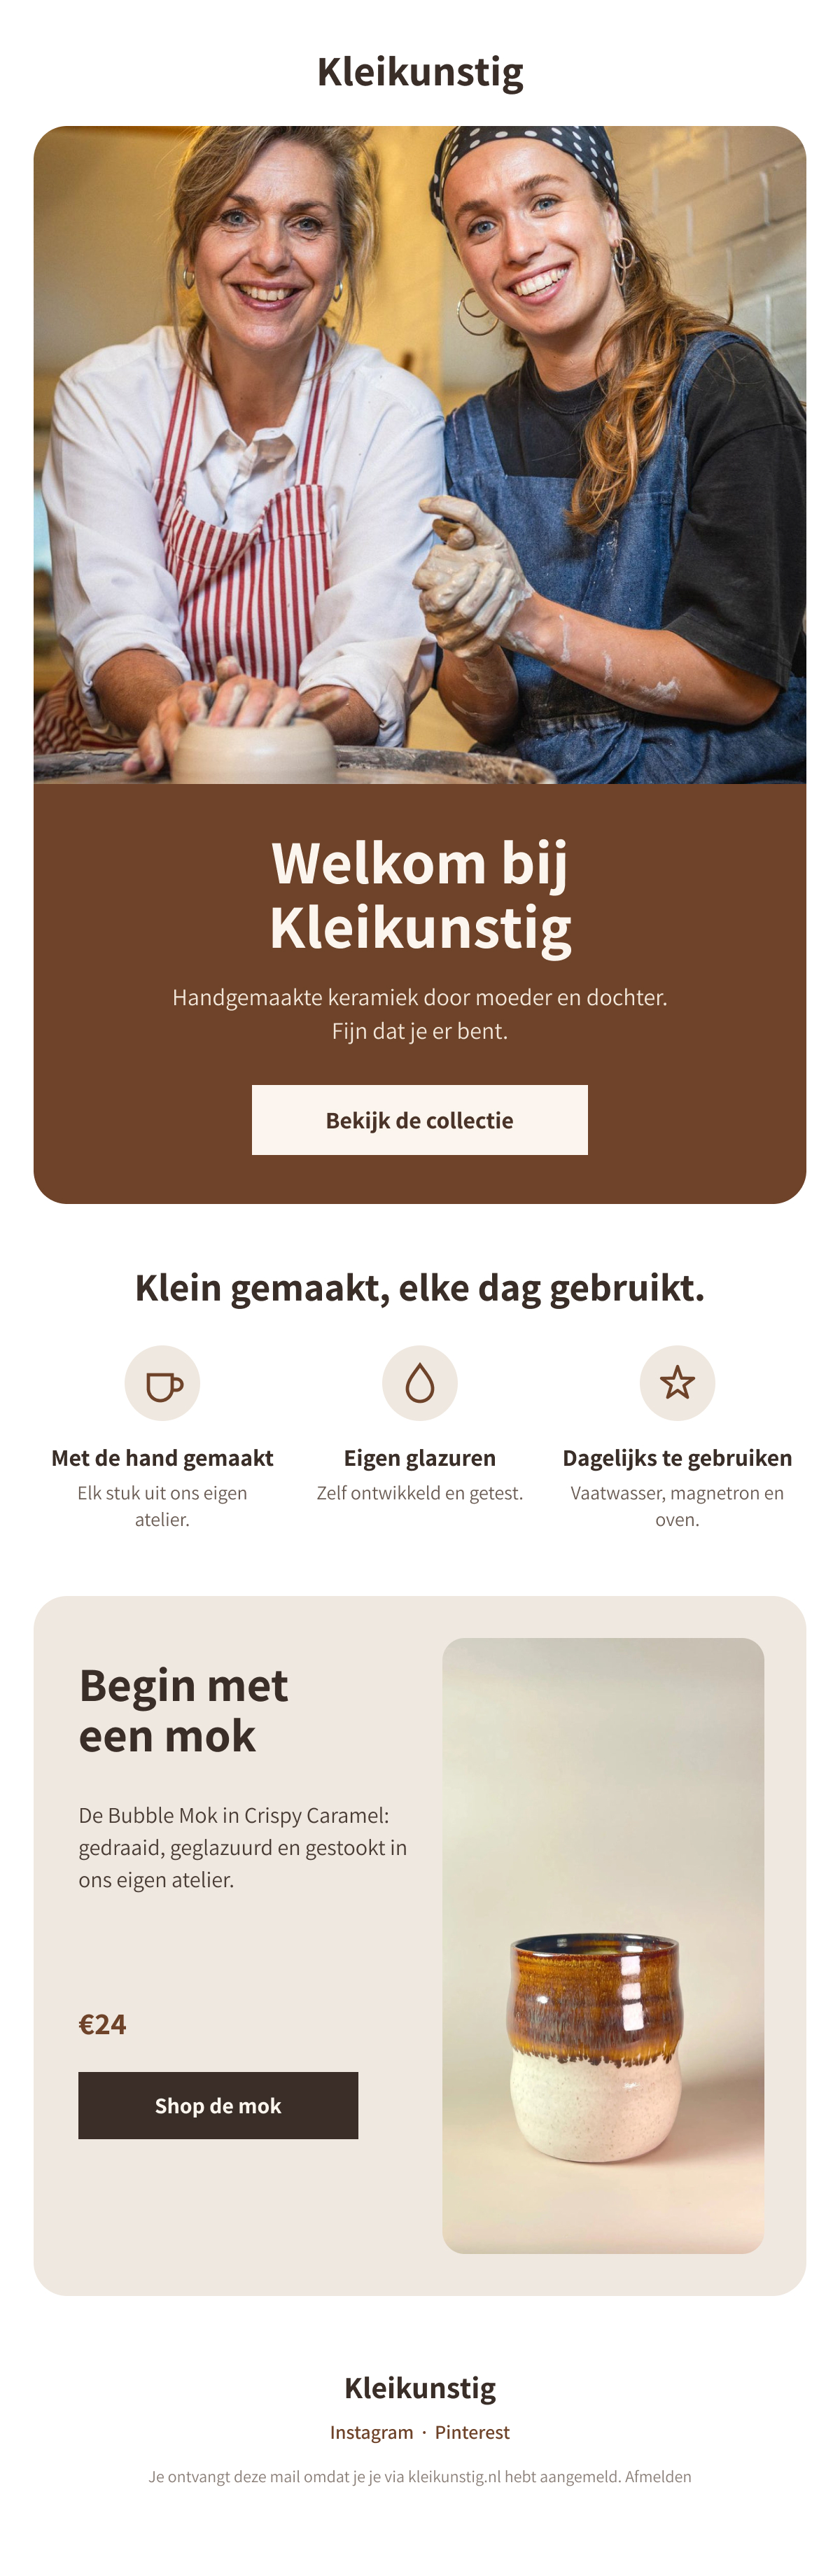 Kleikunstig
Welkom bij
Kleikunstig
Handgemaakte keramiek door moeder en dochter.
Fijn dat je er bent.
Bekijk de collectie
Klein gemaakt, elke dag gebruikt.
Met de hand gemaakt
Elk stuk uit ons eigen
atelier.
Eigen glazuren
Zelf ontwikkeld en getest.
Dagelijks te gebruiken
Vaatwasser, magnetron en
oven.
Begin met
een mok
De Bubble Mok in Crispy Caramel:
gedraaid, geglazuurd en gestookt in
ons eigen atelier.
€24
Shop de mok
Kleikunstig
Instagram · Pinterest
Je ontvangt deze mail omdat je je via kleikunstig.nl hebt aangemeld. Afmelden